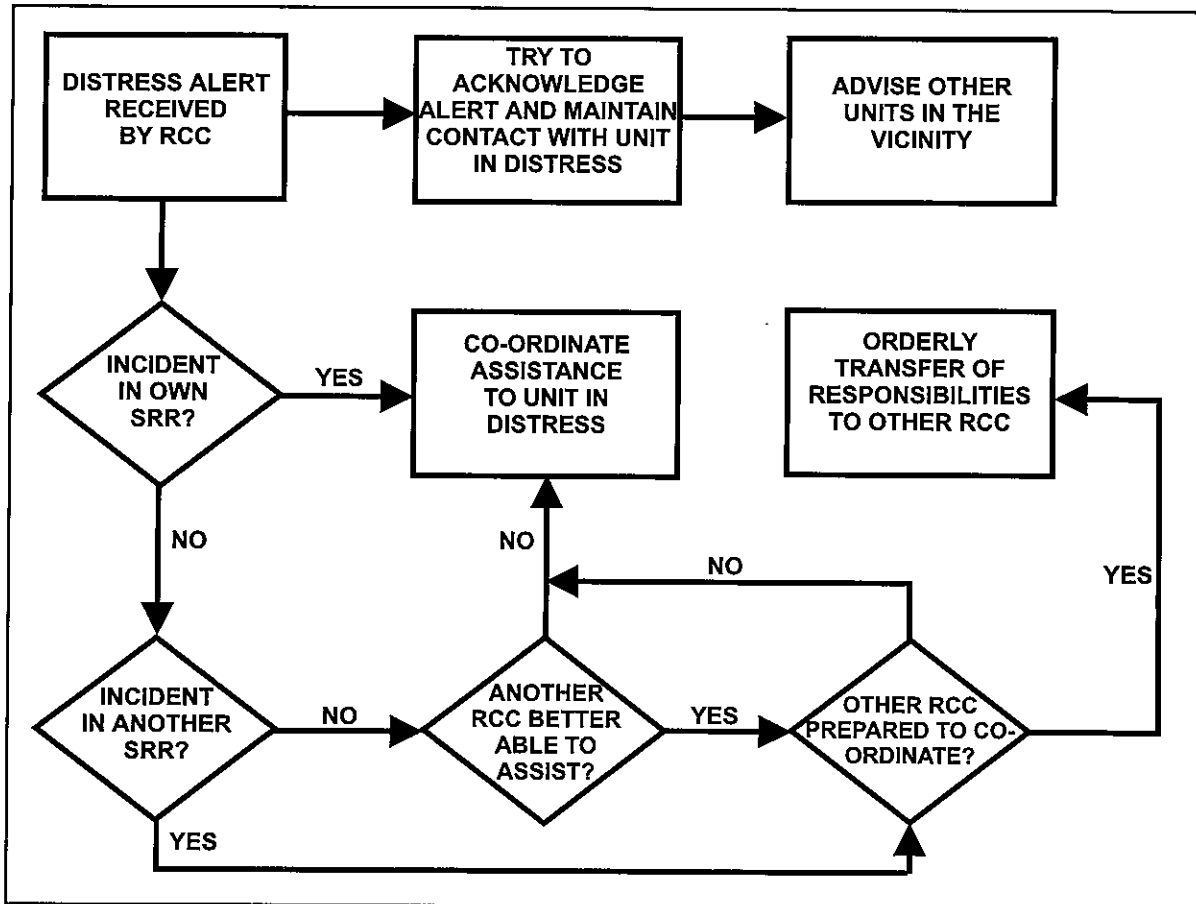 DISTRESS ALERT
RECEIVED
BY RCC
TRY TO
ACKNOWLEDGE
ALERT AND MAINTAIN
CONTACT WITH UNIT
IN DISTRESS
ADVISE OTHER
UNITS IN THE
VICINITY
INCIDENT
IN OWN
SRR?
YES
CO-ORDINATE
ASSISTANCE
TO UNIT IN
DISTRESS
ORDERLY
TRANSFER OF
RESPONSIBILITIES
TO OTHER RCC
NO
NO
NO
YES
INCIDENT
IN ANOTHER
SRR?
NO
ANOTHER
RCC BETTER
ABLE TO
ASSIST?
YES
OTHER RCC
PREPARED TO CO-
ORDINATE?
YES